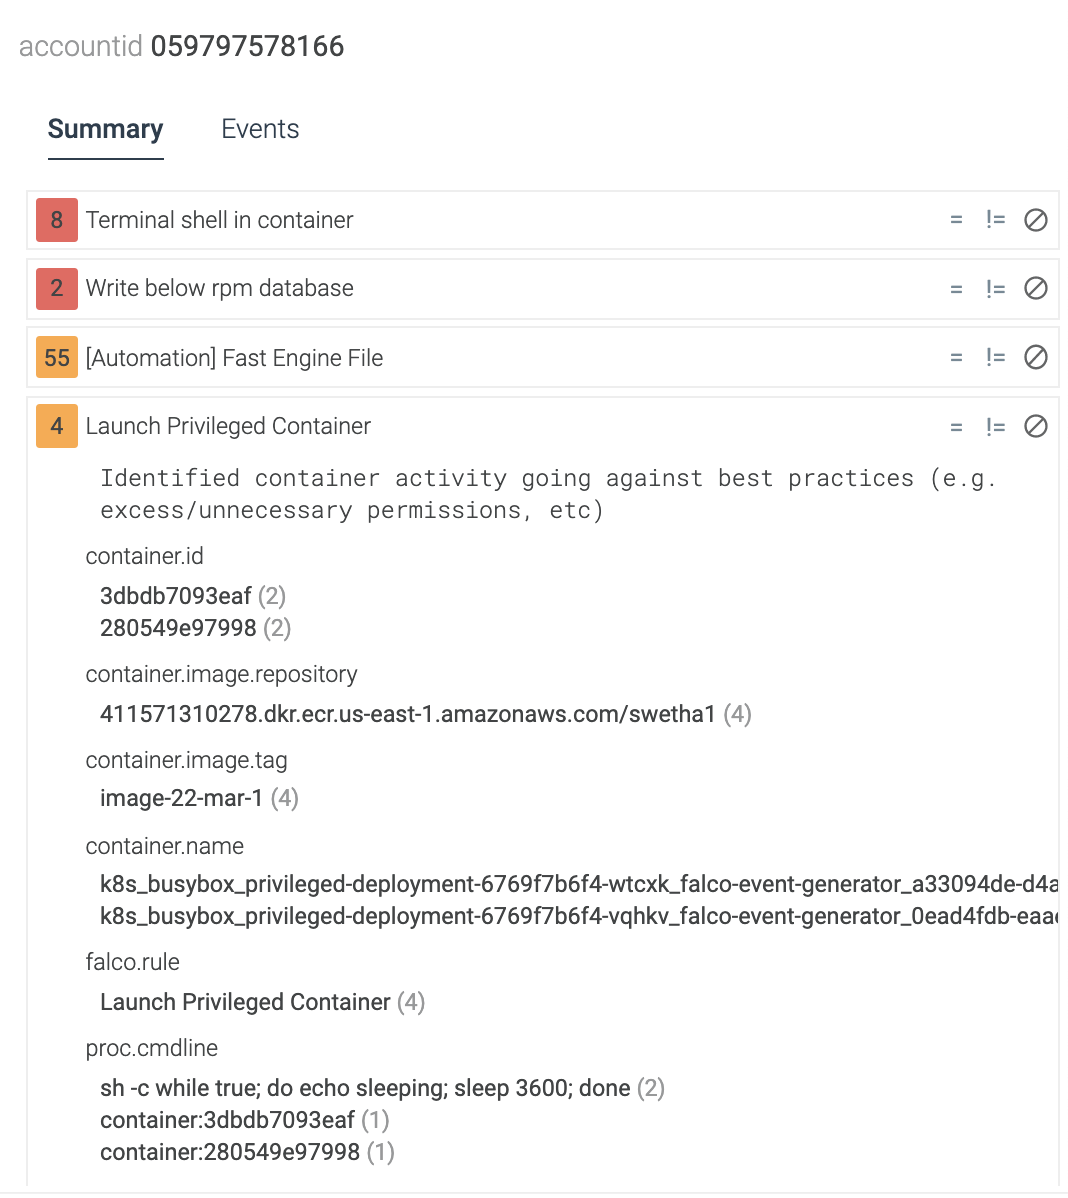 accountid 059797578166
Summary Events
8 Terminal shell in container = !=
2 Write below rpm database = !=
55 [Automation] Fast Engine File = !=
4 Launch Privileged Container = !=
Identified container activity going against best practices (e.g.
excess/unnecessary permissions, etc)
container.id
3dbdb7093eaf (2)
280549e97998 (2)
container.image.repository
411571310278.dkr.ecr.us-east-1.amazonaws.com/swetha1 (4)
container.image.tag
image-22-mar-1 (4)
container.name
k8s_busybox_privileged-deployment-6769f7b6f4-wtcxk_falco-event-generator_a33094de-d4a
k8s_busybox_privileged-deployment-6769f7b6f4-vqhkv_falco-event-generator_0ead4fdb-eaae
falco.rule
Launch Privileged Container (4)
proc.cmdline
sh -c while true; do echo sleeping; sleep 3600; done (2)
container:3dbdb7093eaf (1)
container:280549e97998 (1)